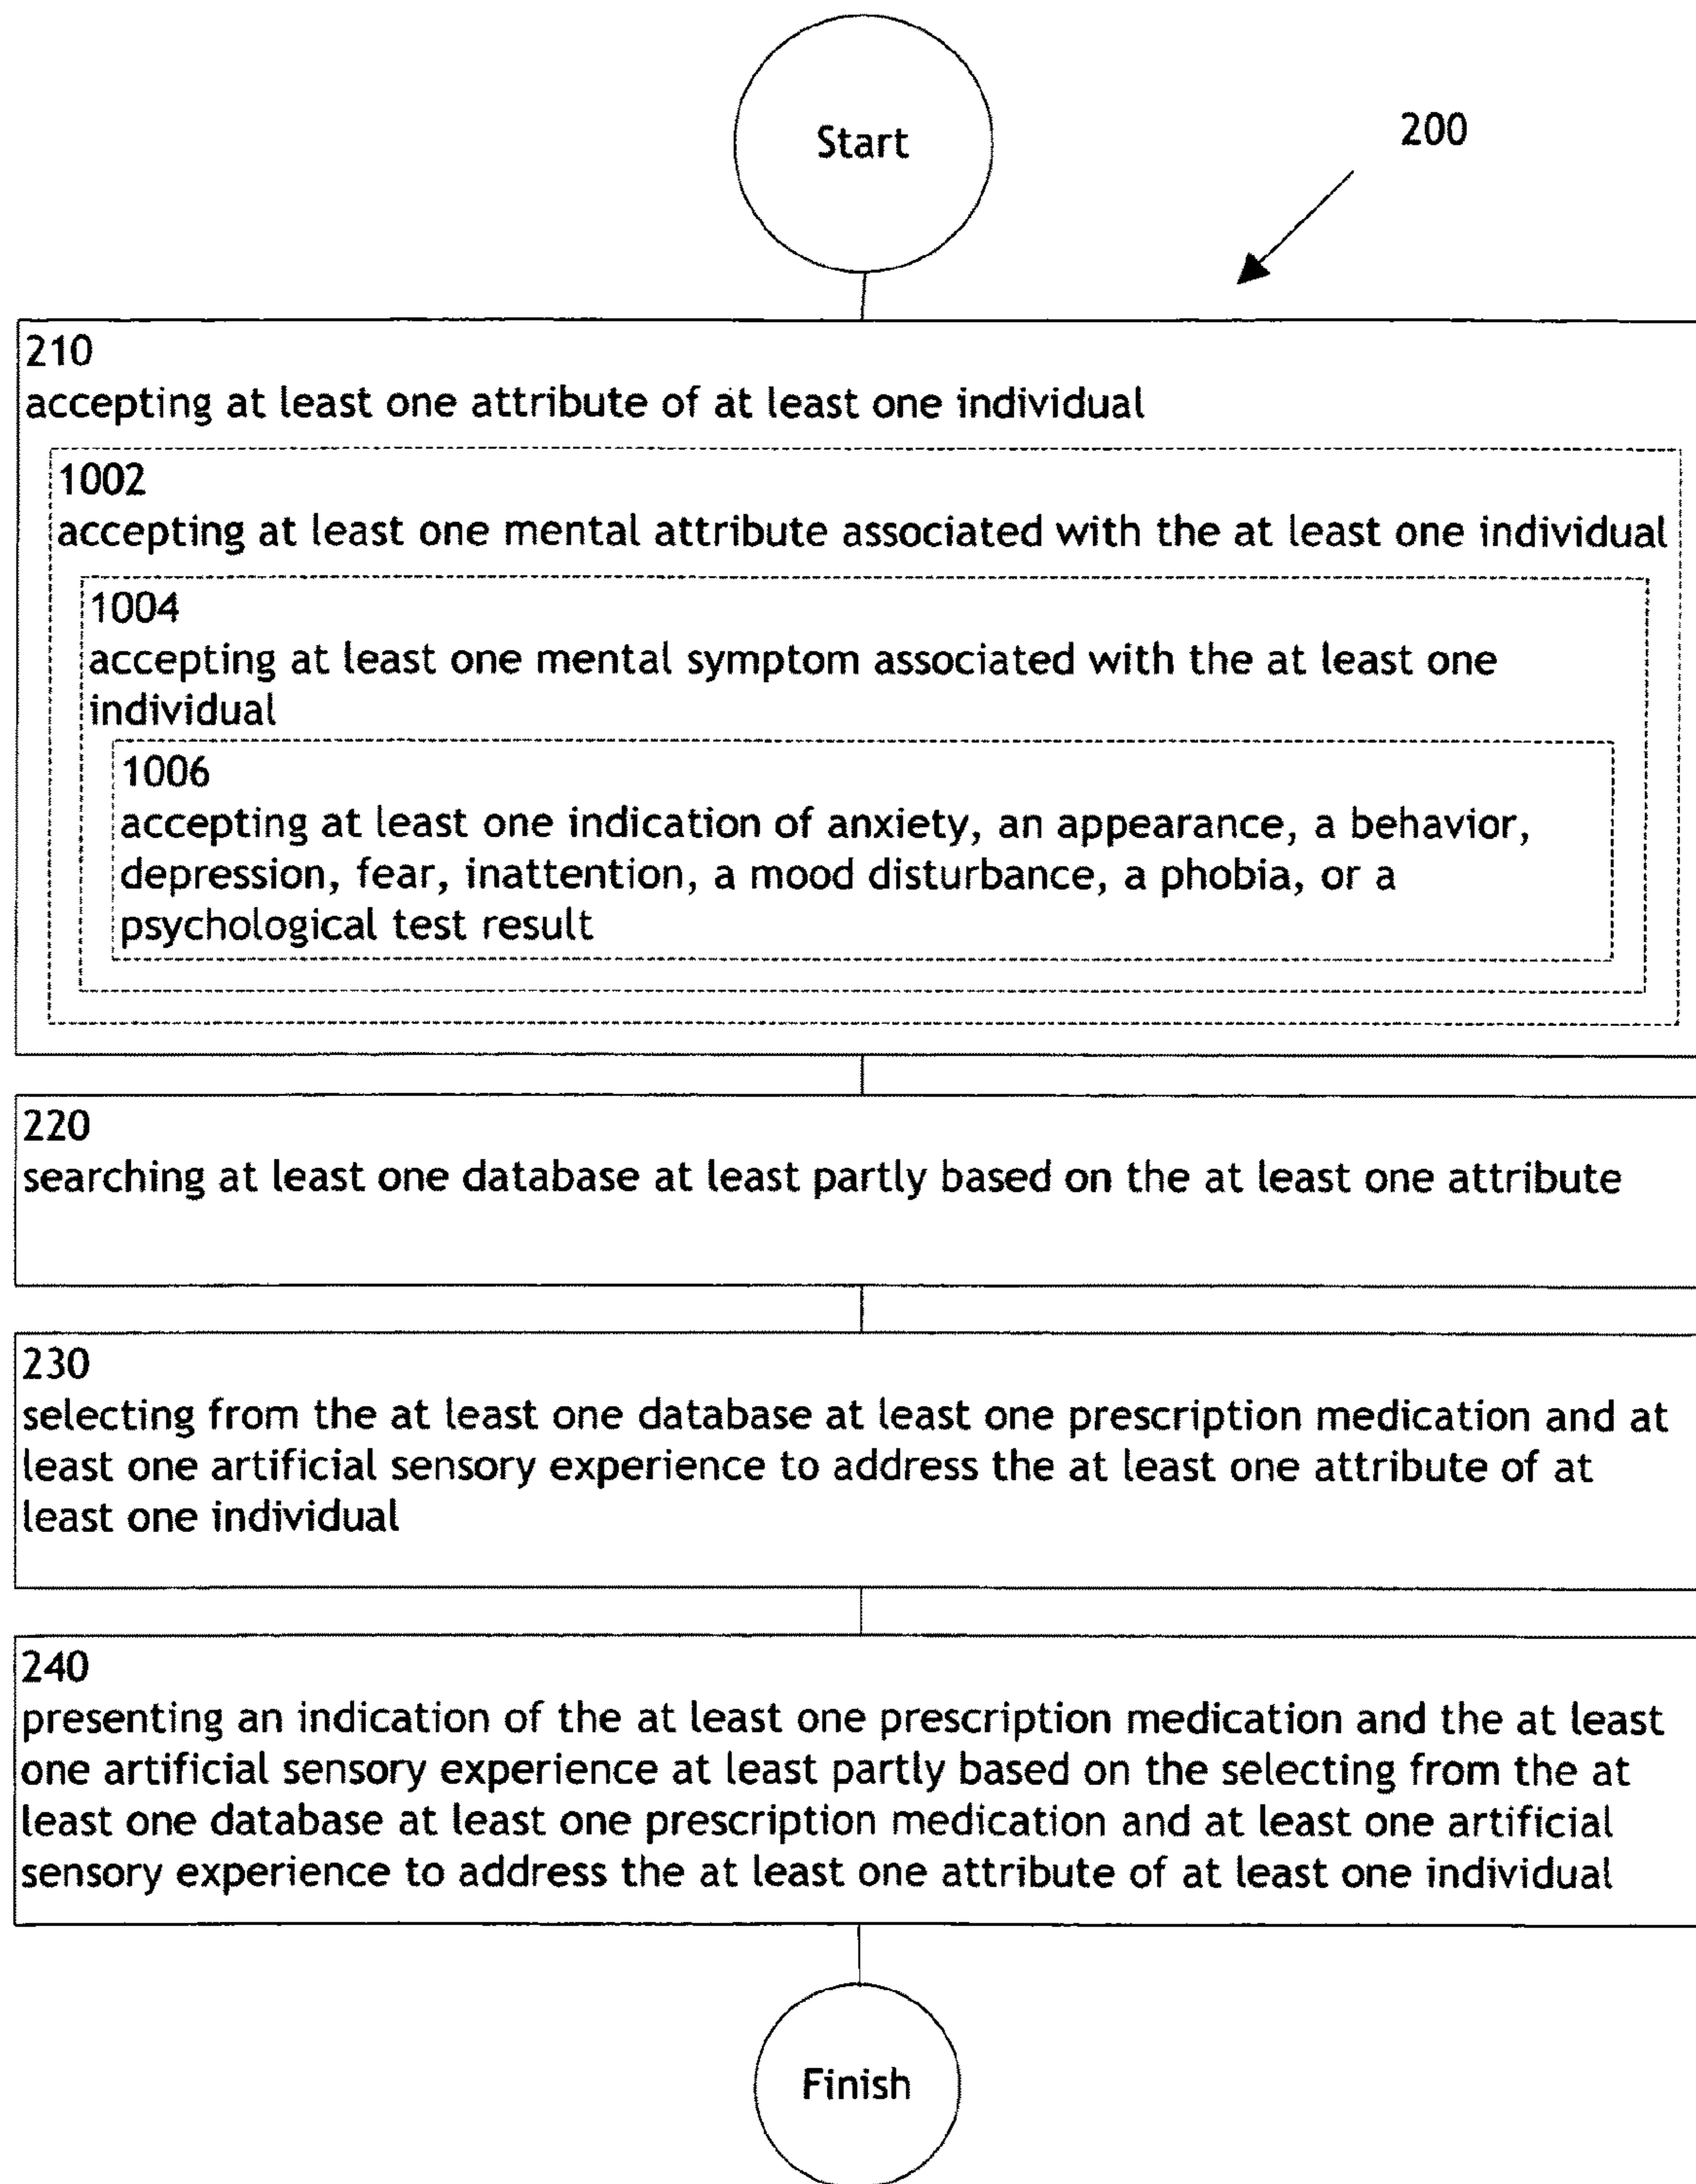 Start
200
210
accepting at least one attribute of at least one individual
1002
accepting at least one mental attribute associated with the at least one individual
1004
accepting at least one mental symptom associated with the at least one
individual
1006
accepting at least one indication of anxiety, an appearance, a behavior,
depression, fear, inattention, a mood disturbance, a phobia, or a
psychological test result
220
searching at least one database at least partly based on the at least one attribute
230
selecting from the at least one database at least one prescription medication and at
least one artificial sensory experience to address the at least one attribute of at
least one individual
240
presenting an indication of the at least one prescription medication and the at least
one artificial sensory experience at least partly based on the selecting from the at
least one database at least one prescription medication and at least one artificial
sensory experience to address the at least one attribute of at least one individual
Finish